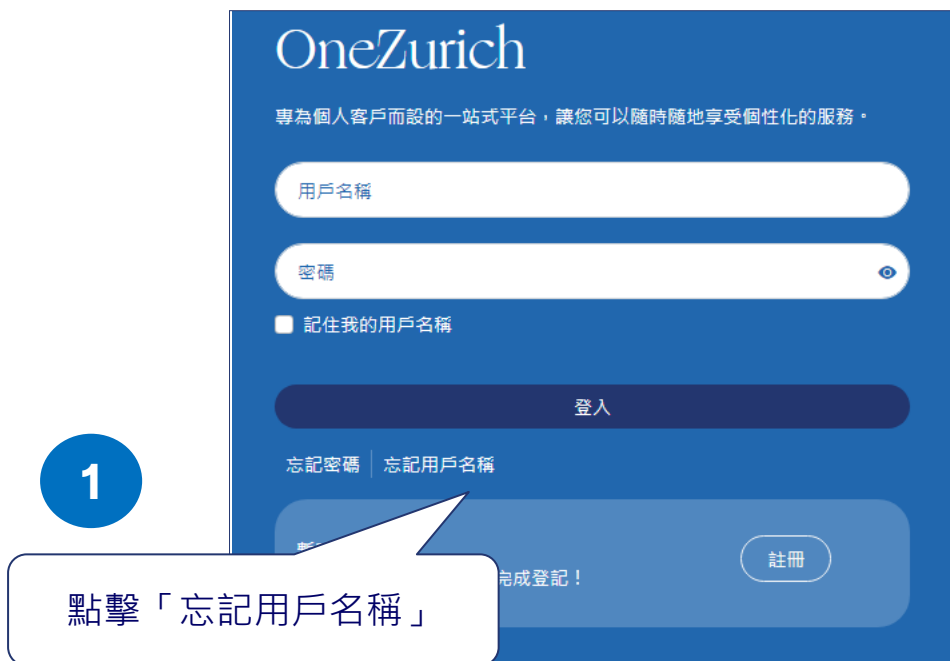 OneZurich
專為個人客戶而設的一站式平台，讓您可以隨時隨地享受個性化的服務。
用戶名稱
密碼
記住我的用戶名稱
登入
忘記密碼 忘記用戶名稱
1
註冊
完成登記！
點擊「忘記用戶名稱」